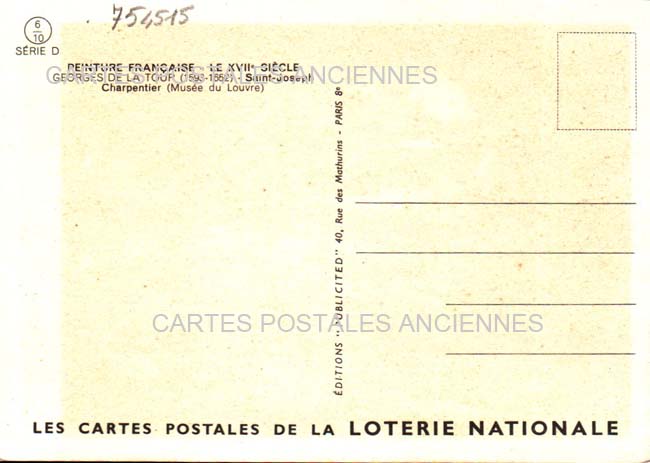 754515
6
10
SÉRIE D
PEINTURE FRANÇAISE - LE XVIIe SIÈCLE
GEORGES DE LA TOUR (1593-1652) - Saint-Joseph
Charpentier (Musée du Louvre)
CARTES POSTALES ANCIENNES
ÉDITIONS "PUBLICITED" 40, Rue des Mathurins - PARIS 8e
CARTES POSTALES ANCIENNES
LES CARTES POSTALES DE LA LOTERIE NATIONALE